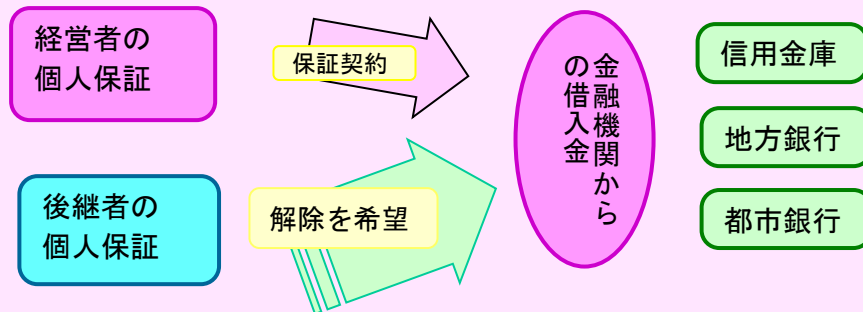 経営者の
個人保証
保証契約
金融機関から
の借入金
信用金庫
地方銀行
都市銀行
後継者の
個人保証
解除を希望